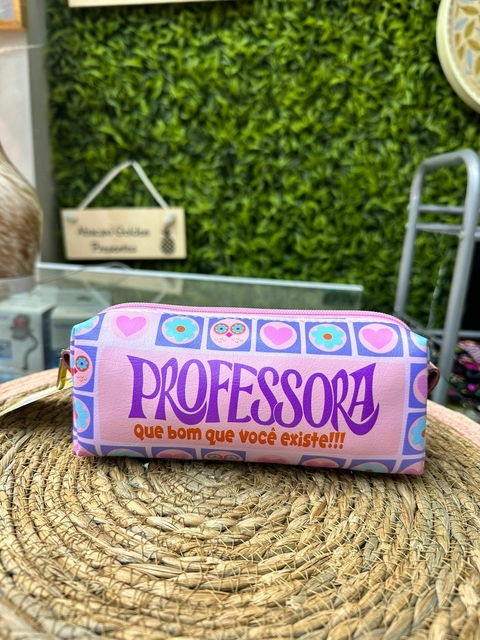 PROFESSORA
Que bom que você existe!!!